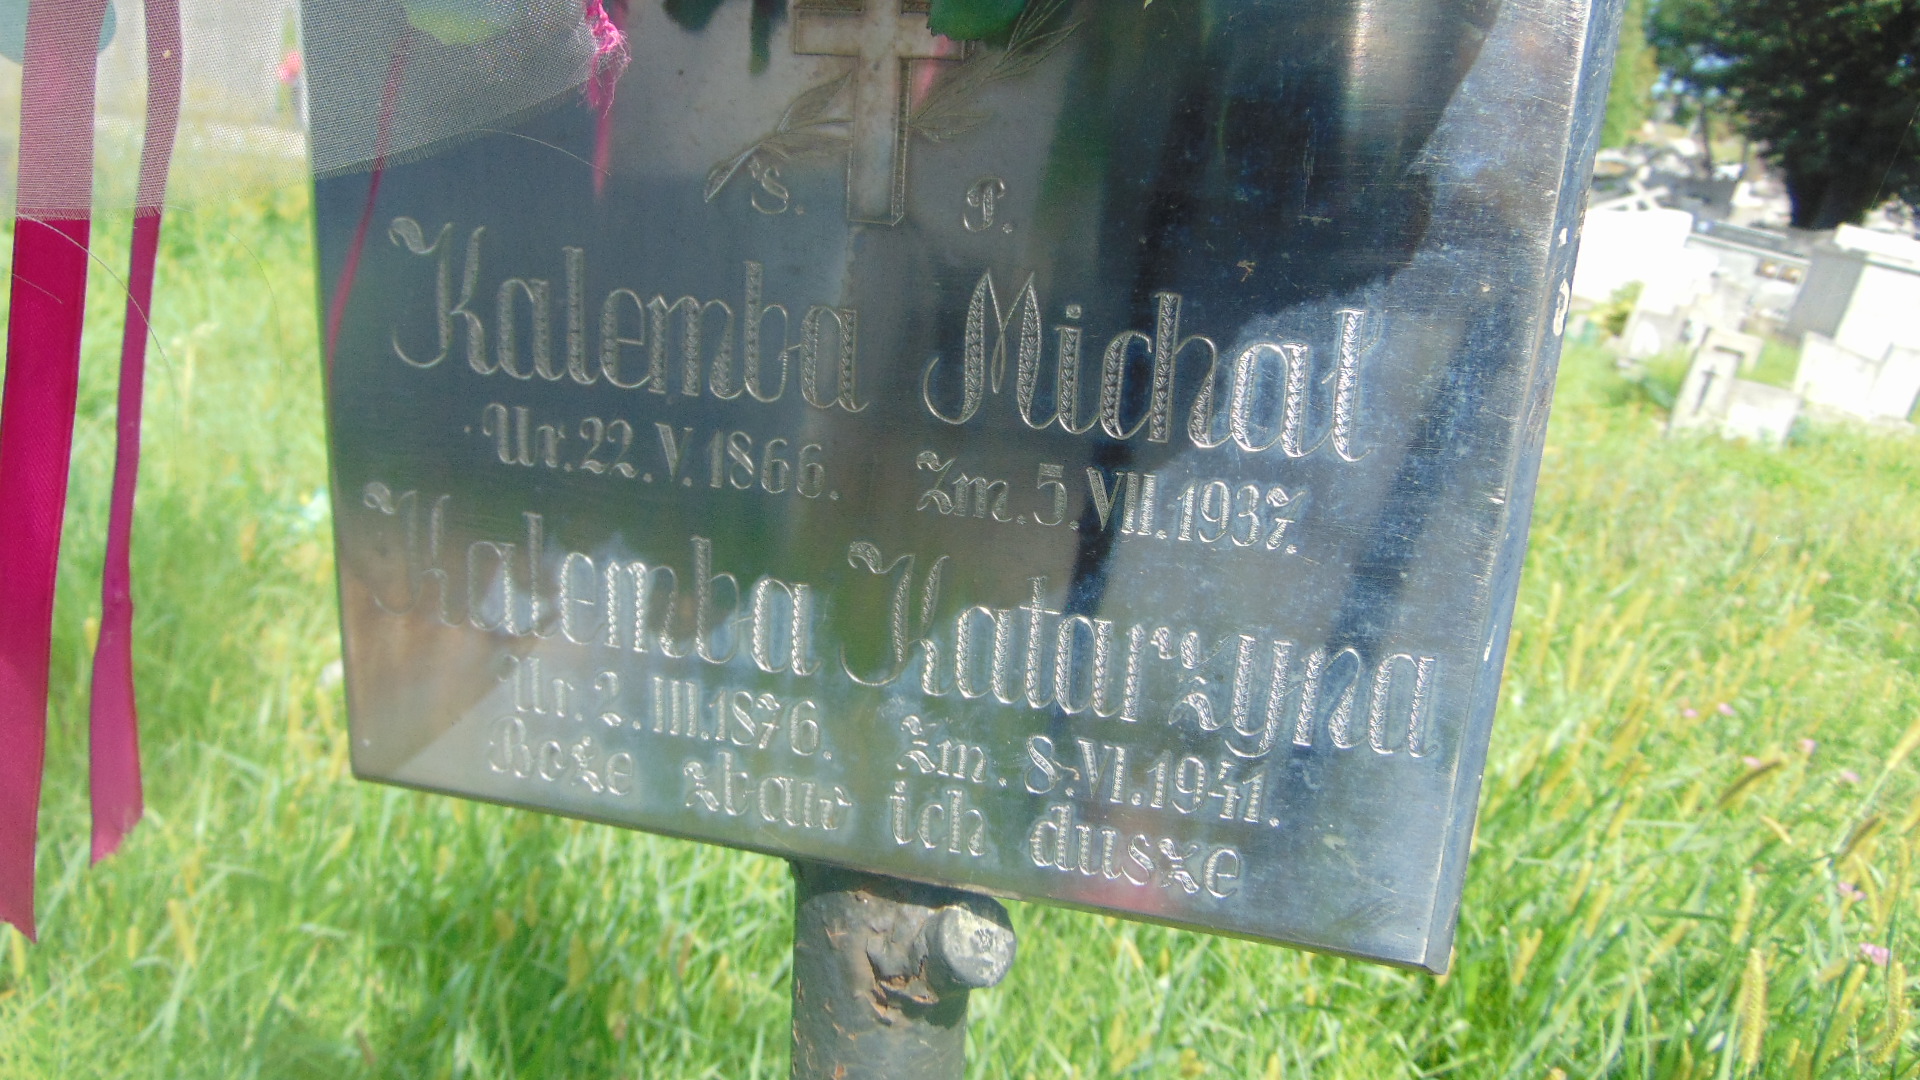 Ś. P.
Kalemba Michał
Ur. 22. V. 1866. Zm. 5. VII. 1937.
Kalemba Katarzyna
Ur. 2. III. 1876. Zm. 8. VI. 1941.
Boże zbaw ich dusze